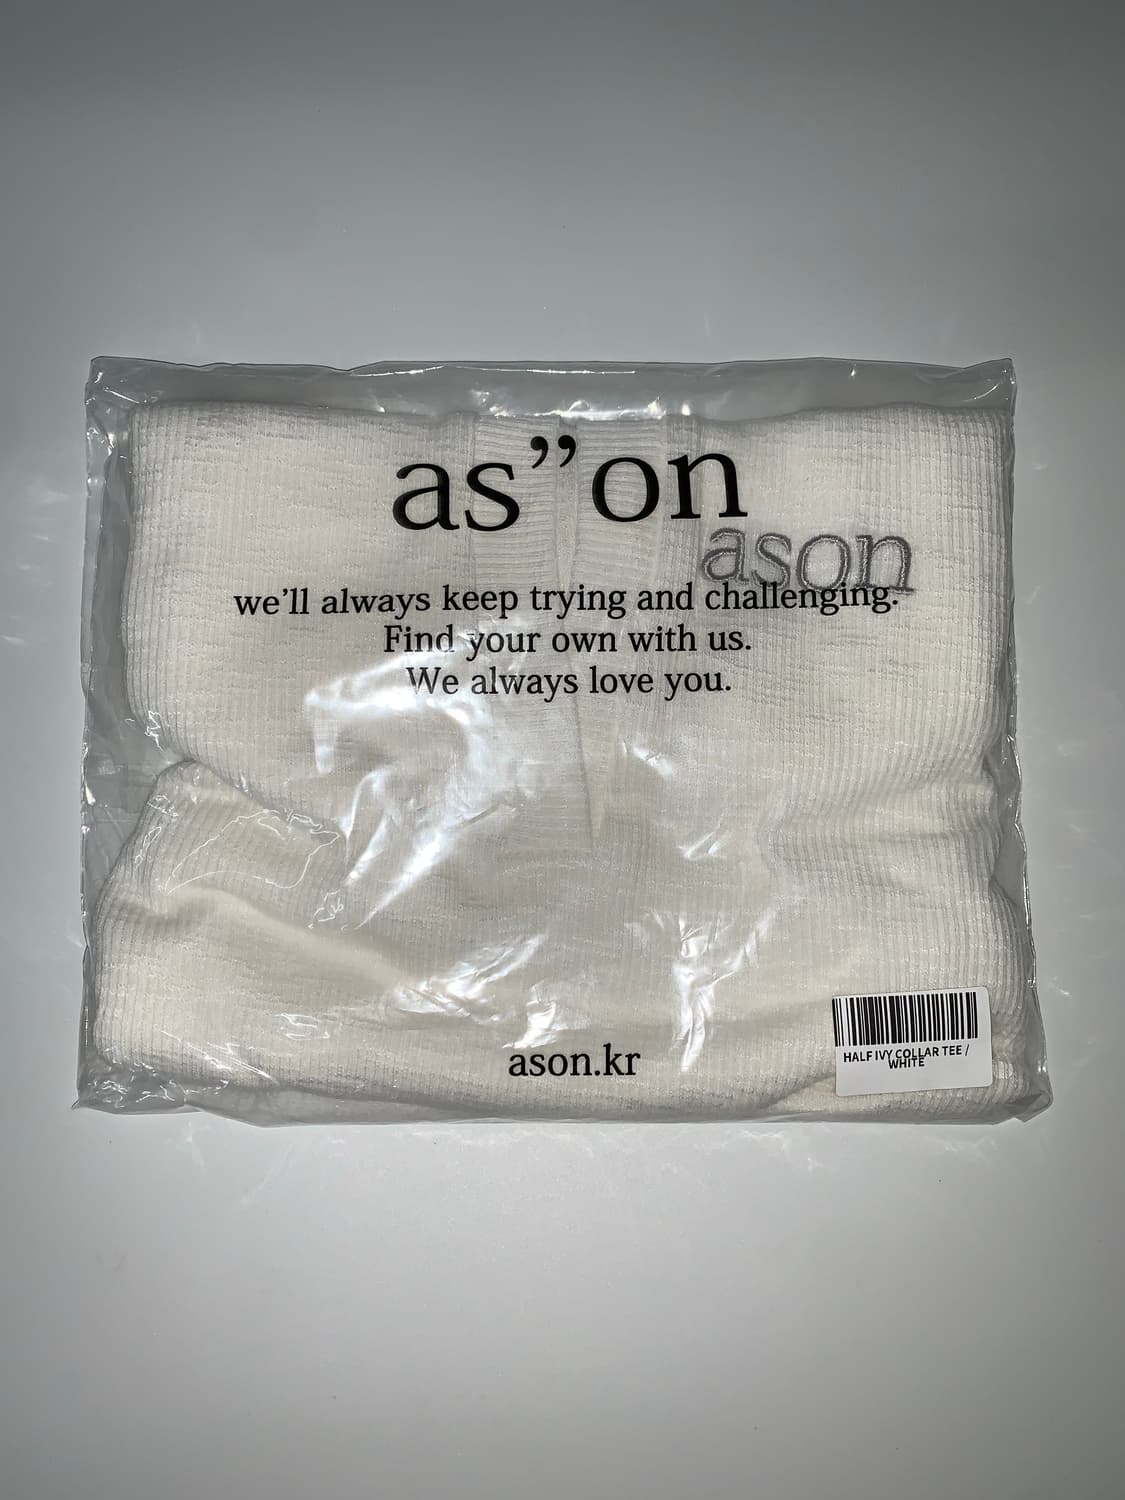 as”on
ason
we’ll always keep trying and challenging.
Find your own with us.
We always love you.
ason.kr
HALF IVY COLLAR TEE /
WHITE